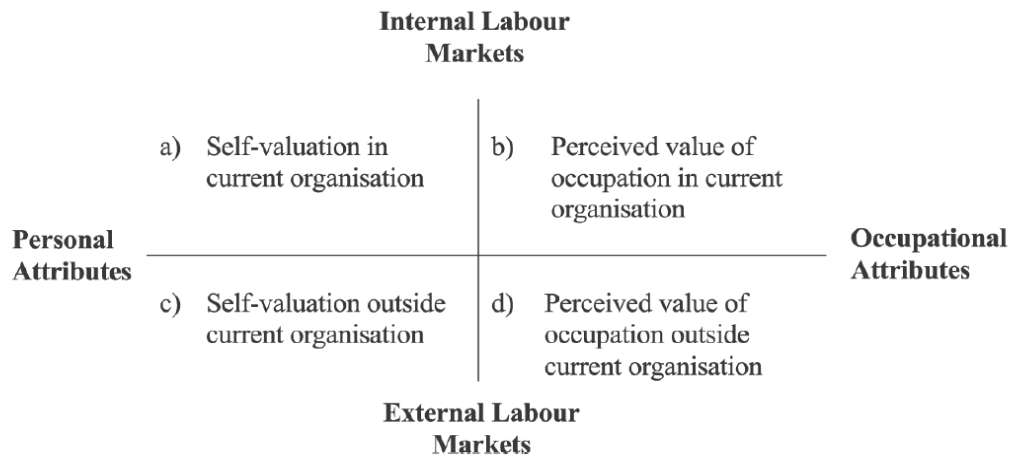 Internal Labour
Markets
a) Self-valuation in
current organisation
b) Perceived value of
occupation in current
organisation
Personal
Attributes
Occupational
Attributes
c) Self-valuation outside
current organisation
d) Perceived value of
occupation outside
current organisation
External Labour
Markets